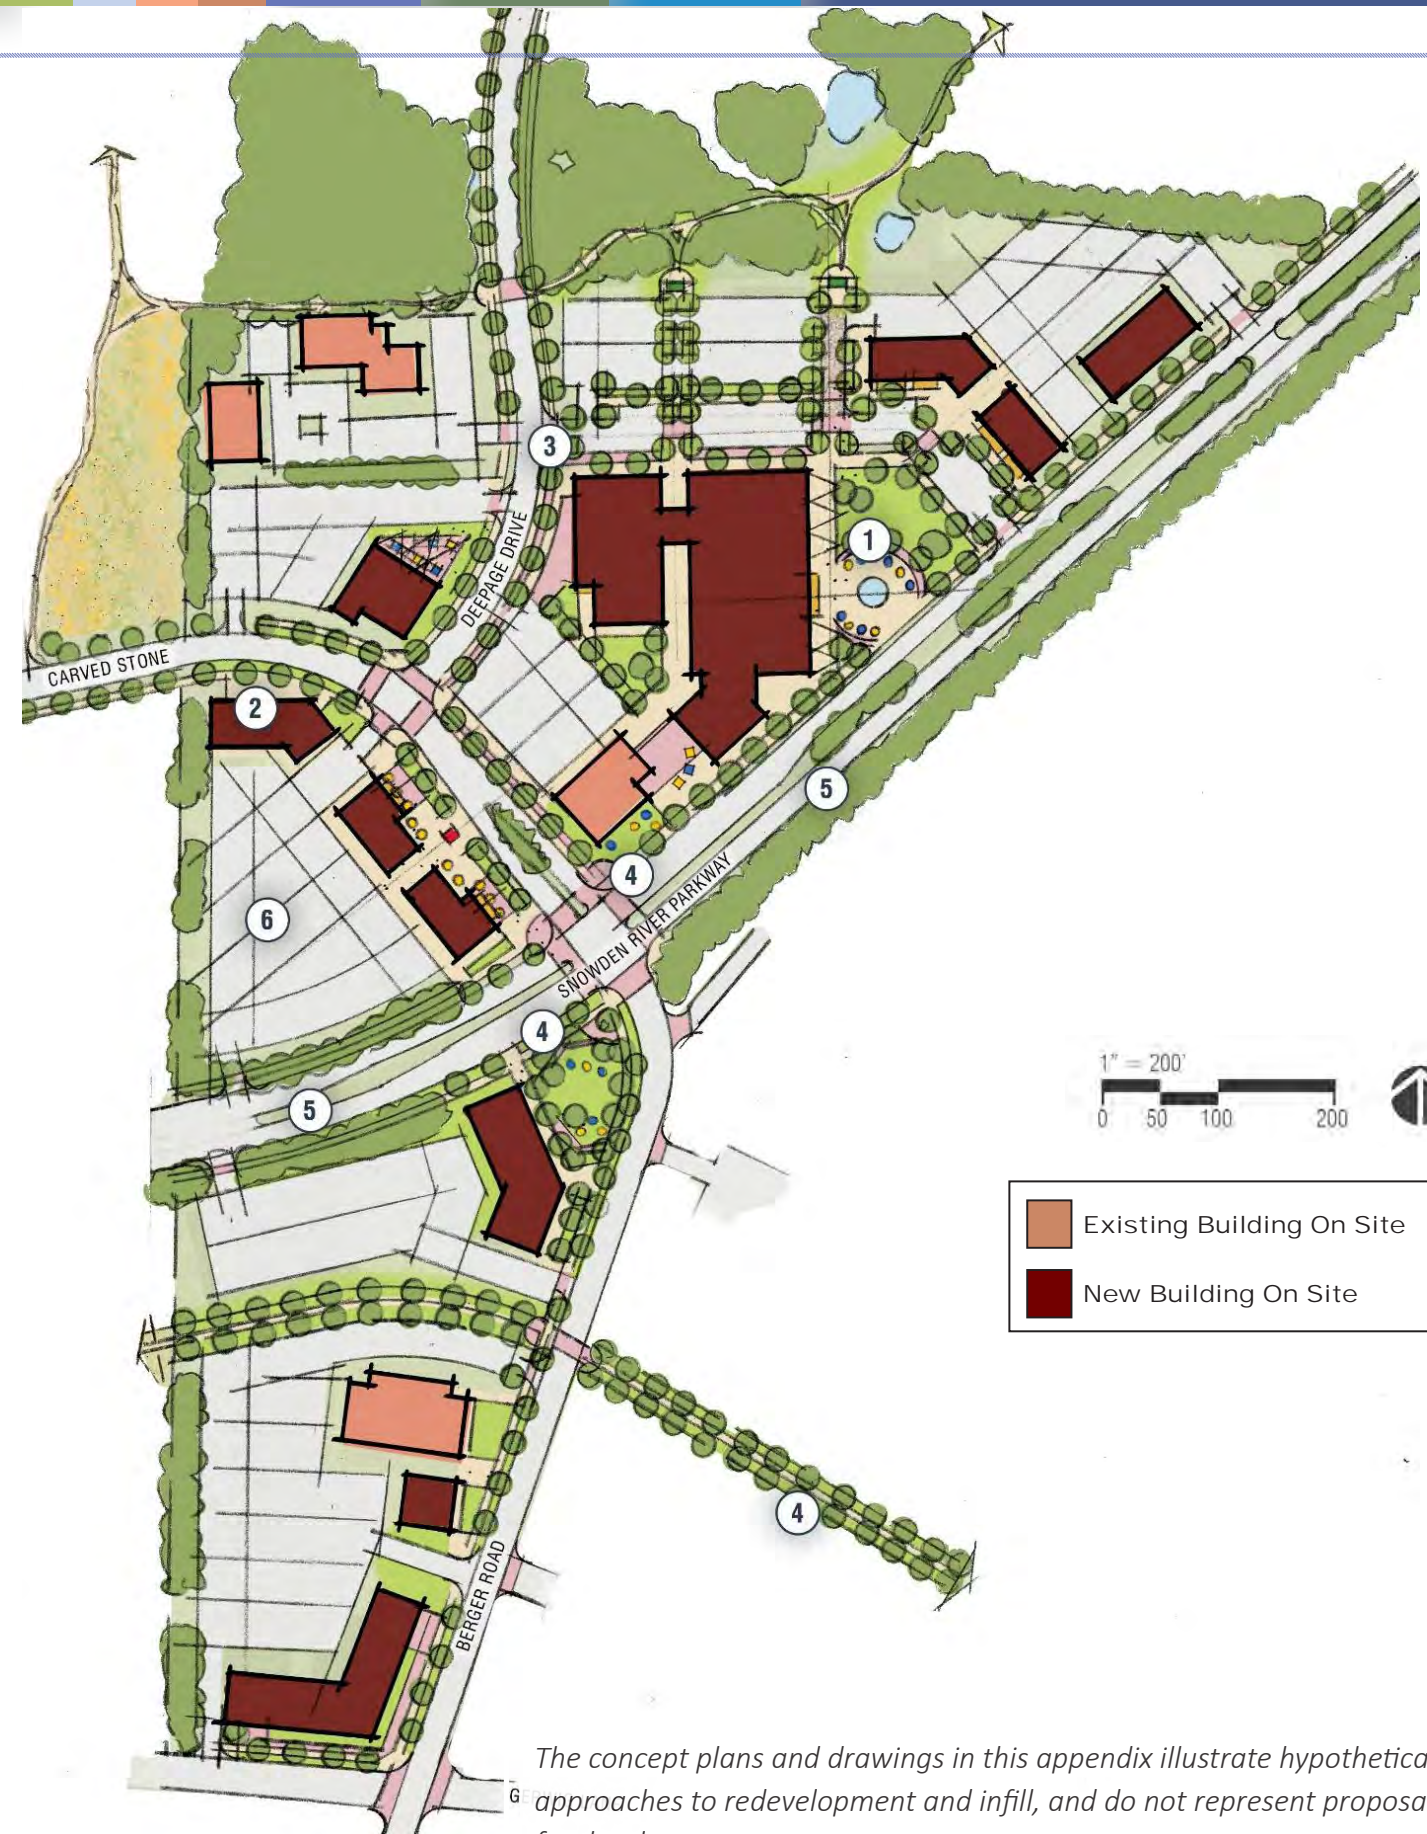 3
1
DEEPAGE DRIVE
CARVED STONE
2
5
4
6
SNOWDEN RIVER PARKWAY
4
5
1" = 200'
0 50 100 200
Existing Building On Site
New Building On Site
4
BERGER ROAD
The concept plans and drawings in this appendix illustrate hypothetica
approaches to redevelopment and infill, and do not represent proposa